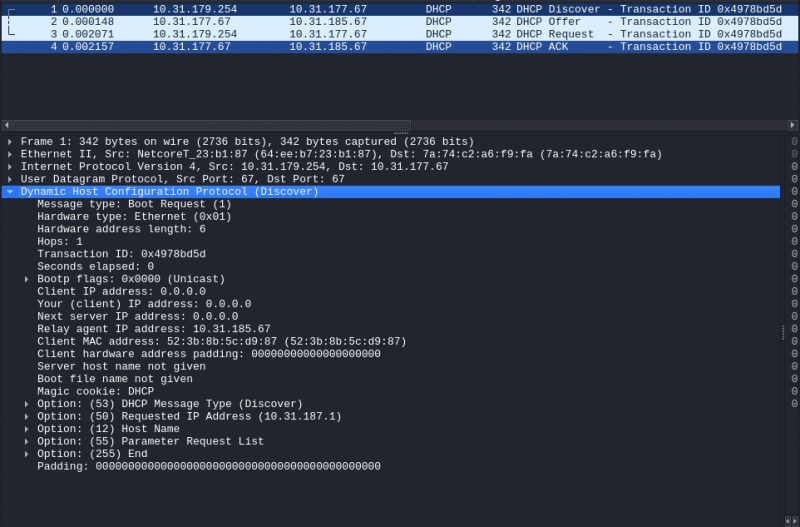 1 0.000000 10.31.179.254 10.31.177.67 DHCP 342 DHCP Discover - Transaction ID 0x4978bd5d
2 0.000148 10.31.177.67 10.31.185.67 DHCP 342 DHCP Offer - Transaction ID 0x4978bd5d
3 0.002071 10.31.179.254 10.31.177.67 DHCP 342 DHCP Request - Transaction ID 0x4978bd5d
4 0.002157 10.31.177.67 10.31.185.67 DHCP 342 DHCP ACK - Transaction ID 0x4978bd5d
Frame 1: 342 bytes on wire (2736 bits), 342 bytes captured (2736 bits)
Ethernet II, Src: NetcoreT_23:b1:87 (64:ee:b7:23:b1:87), Dst: 7a:74:c2:a6:f9:fa (7a:74:c2:a6:f9:fa)
Internet Protocol Version 4, Src: 10.31.179.254, Dst: 10.31.177.67
User Datagram Protocol, Src Port: 67, Dst Port: 67
Dynamic Host Configuration Protocol (Discover)
Message type: Boot Request (1)
Hardware type: Ethernet (0x01)
Hardware address length: 6
Hops: 1
Transaction ID: 0x4978bd5d
Seconds elapsed: 0
Bootp flags: 0x0000 (Unicast)
Client IP address: 0.0.0.0
Your (client) IP address: 0.0.0.0
Next server IP address: 0.0.0.0
Relay agent IP address: 10.31.185.67
Client MAC address: 52:3b:8b:5c:d9:87 (52:3b:8b:5c:d9:87)
Client hardware address padding: 00000000000000000000
Server host name not given
Boot file name not given
Magic cookie: DHCP
Option: (53) DHCP Message Type (Discover)
Option: (50) Requested IP Address (10.31.187.1)
Option: (12) Host Name
Option: (55) Parameter Request List
Option: (255) End
Padding: 00000000000000000000000000000000000000000000